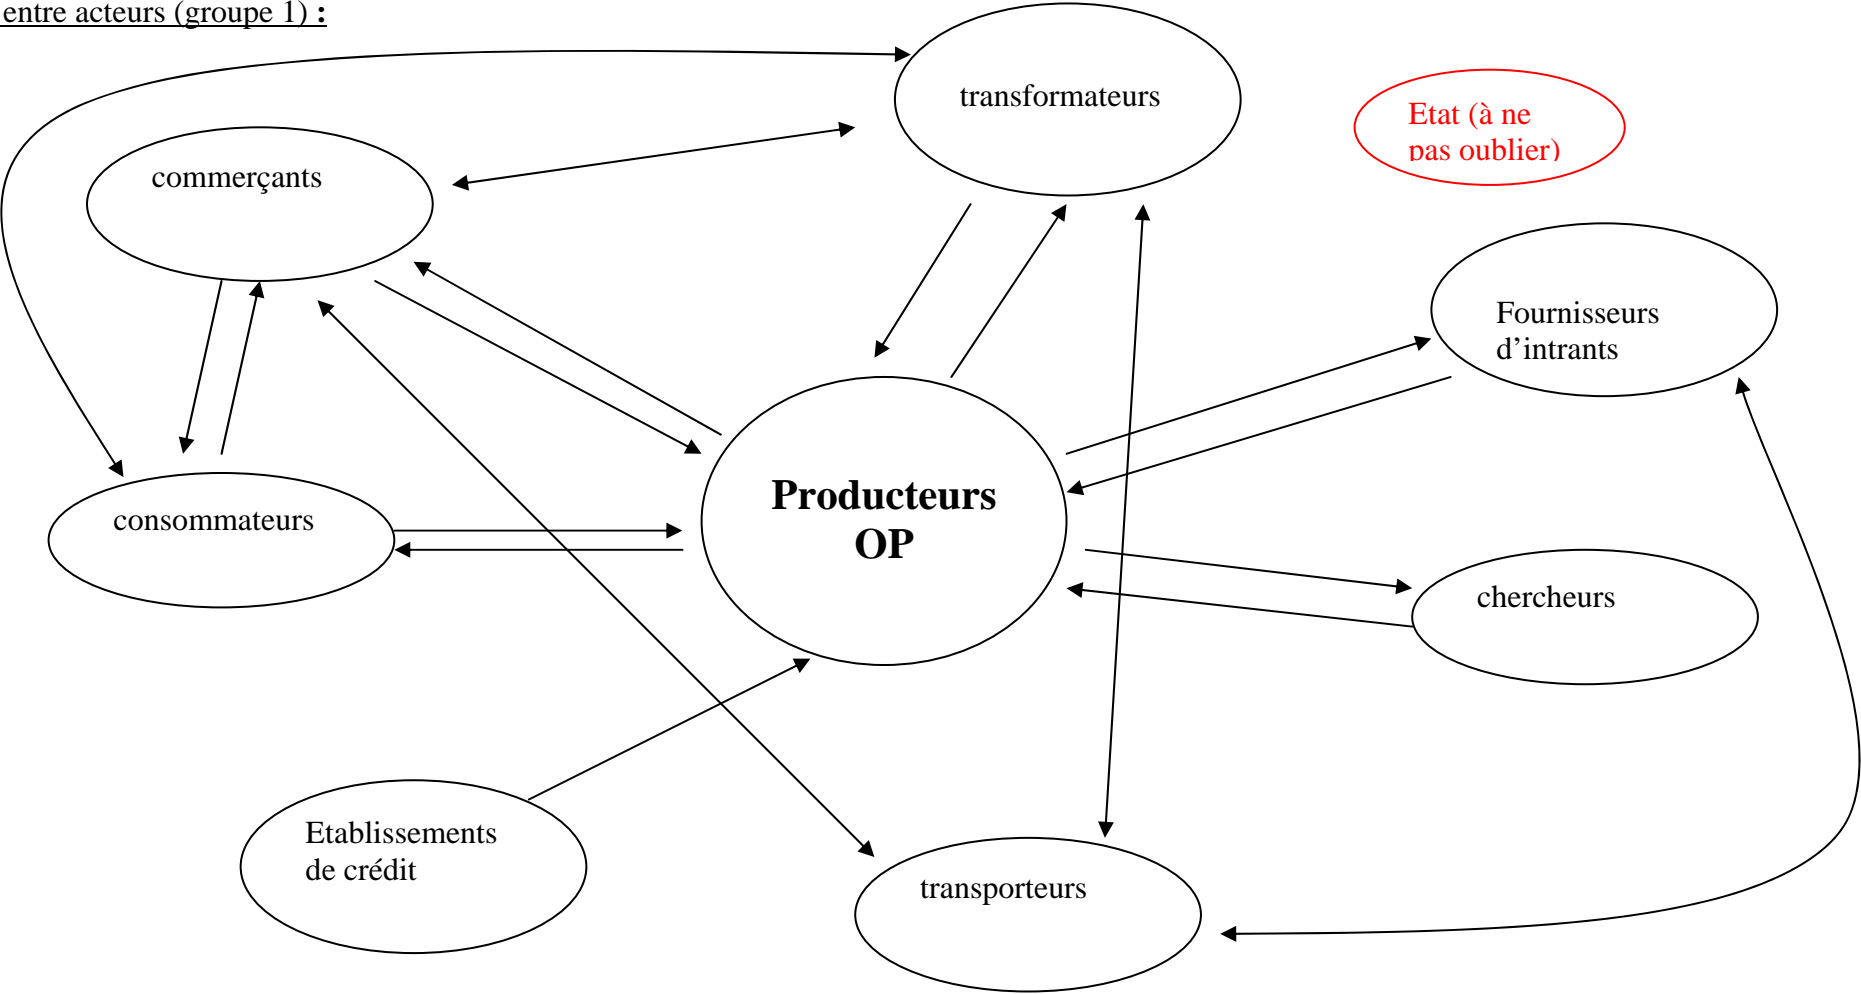 entre acteurs (groupe 1) :
transformateurs
Etat (à ne
pas oublier)
commerçants
Fournisseurs
d’intrants
Producteurs
OP
consommateurs
chercheurs
Etablissements
de crédit
transporteurs